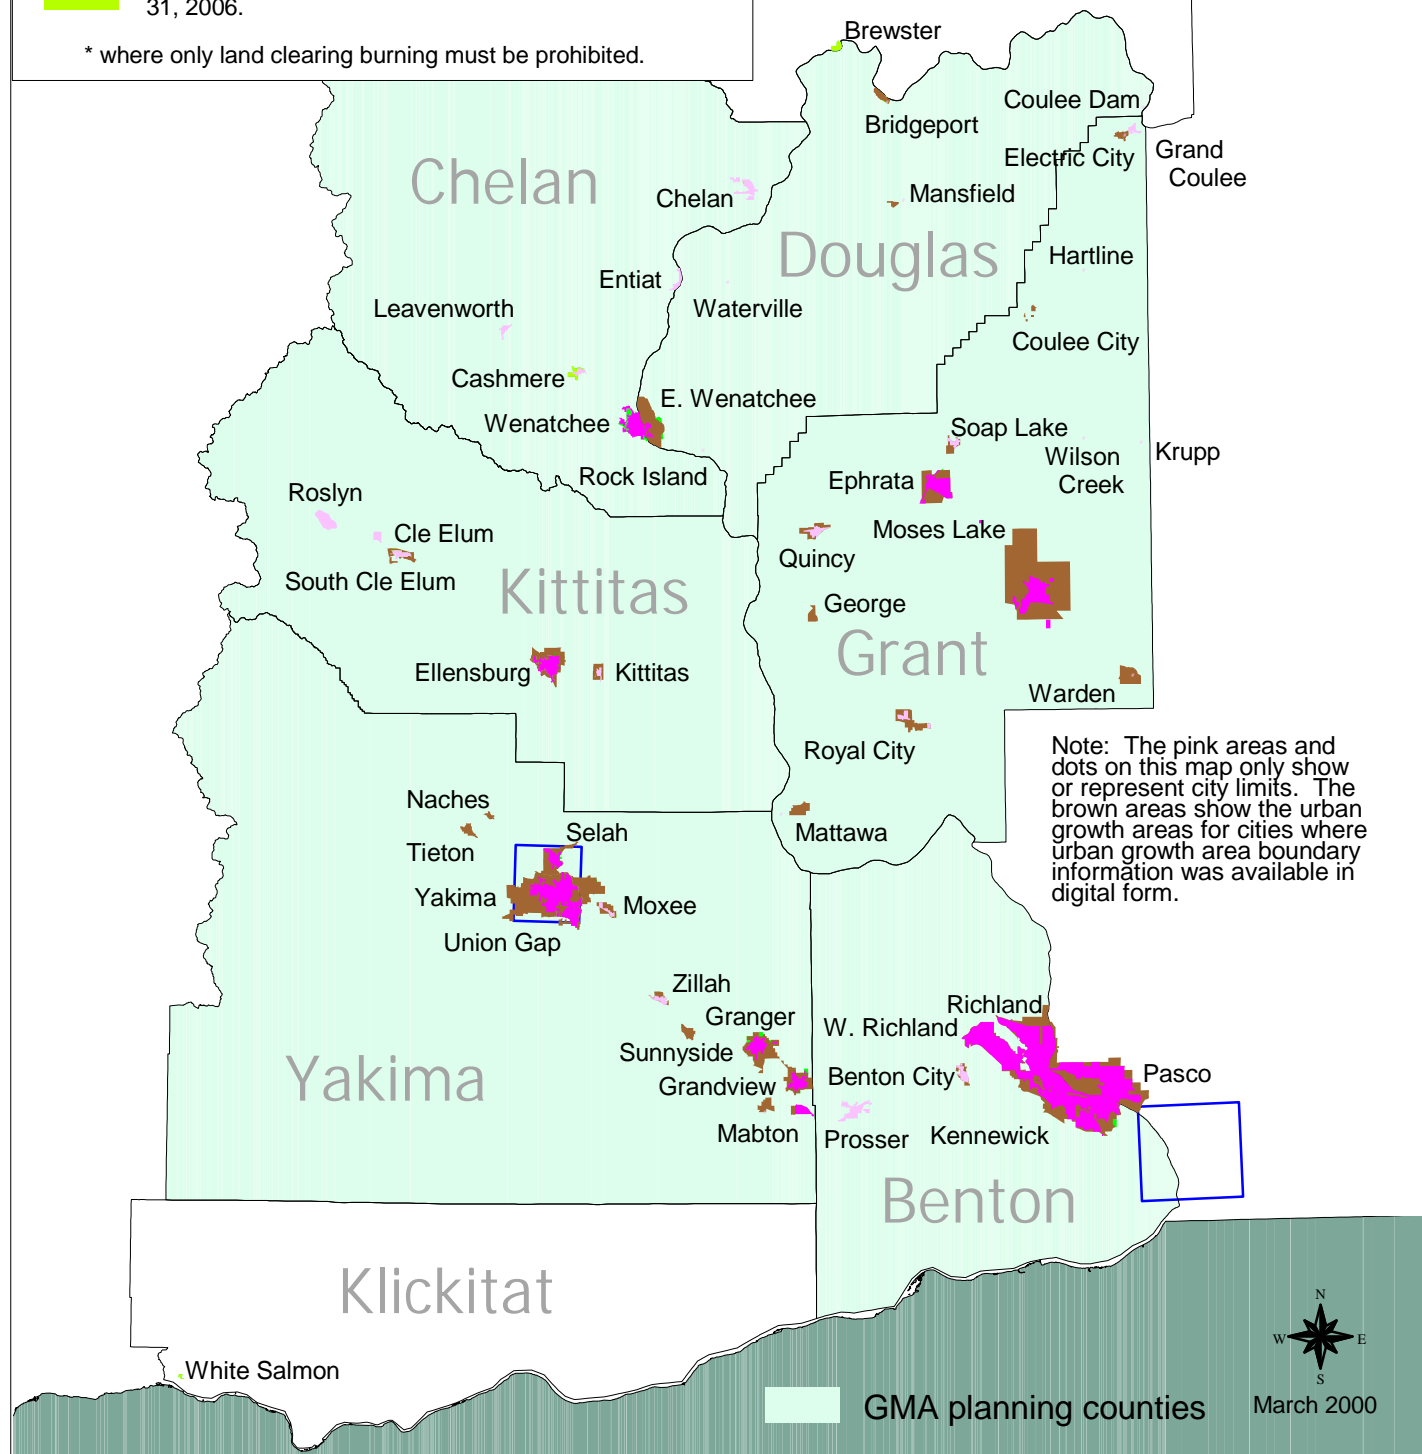 31, 2006.
* where only land clearing burning must be prohibited.
Brewster
Coulee Dam
Bridgeport
Electric City
Grand
Coulee
Chelan
Chelan
Mansfield
Douglas
Hartline
Entiat
Waterville
Leavenworth
Coulee City
Cashmere
E. Wenatchee
Wenatchee
Soap Lake
Krupp
Wilson
Creek
Rock Island
Ephrata
Roslyn
Cle Elum
Moses Lake
Quincy
South Cle Elum
Kittitas
George
Grant
Ellensburg
Kittitas
Warden
Royal City
Note: The pink areas and
dots on this map only show
or represent city limits. The
brown areas show the urban
growth areas for cities where
urban growth area boundary
information was available in
digital form.
Naches
Selah
Mattawa
Tieton
Yakima
Moxee
Union Gap
Zillah
Granger
Richland
W. Richland
Sunnyside
Yakima
Grandview
Benton City
Pasco
Mabton
Prosser
Kennewick
Benton
Klickitat
White Salmon
N
W
E
S
GMA planning counties
March 2000